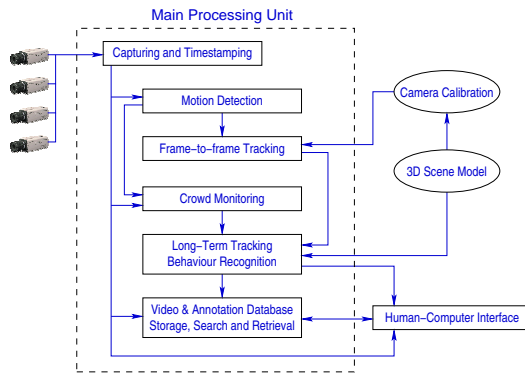 Main Processing Unit
Capturing and Timestamping
Motion Detection
Camera Calibration
Frame-to-frame Tracking
3D Scene Model
Crowd Monitoring
Long-Term Tracking
Behaviour Recognition
Video & Annotation Database
Storage, Search and Retrieval
Human-Computer Interface